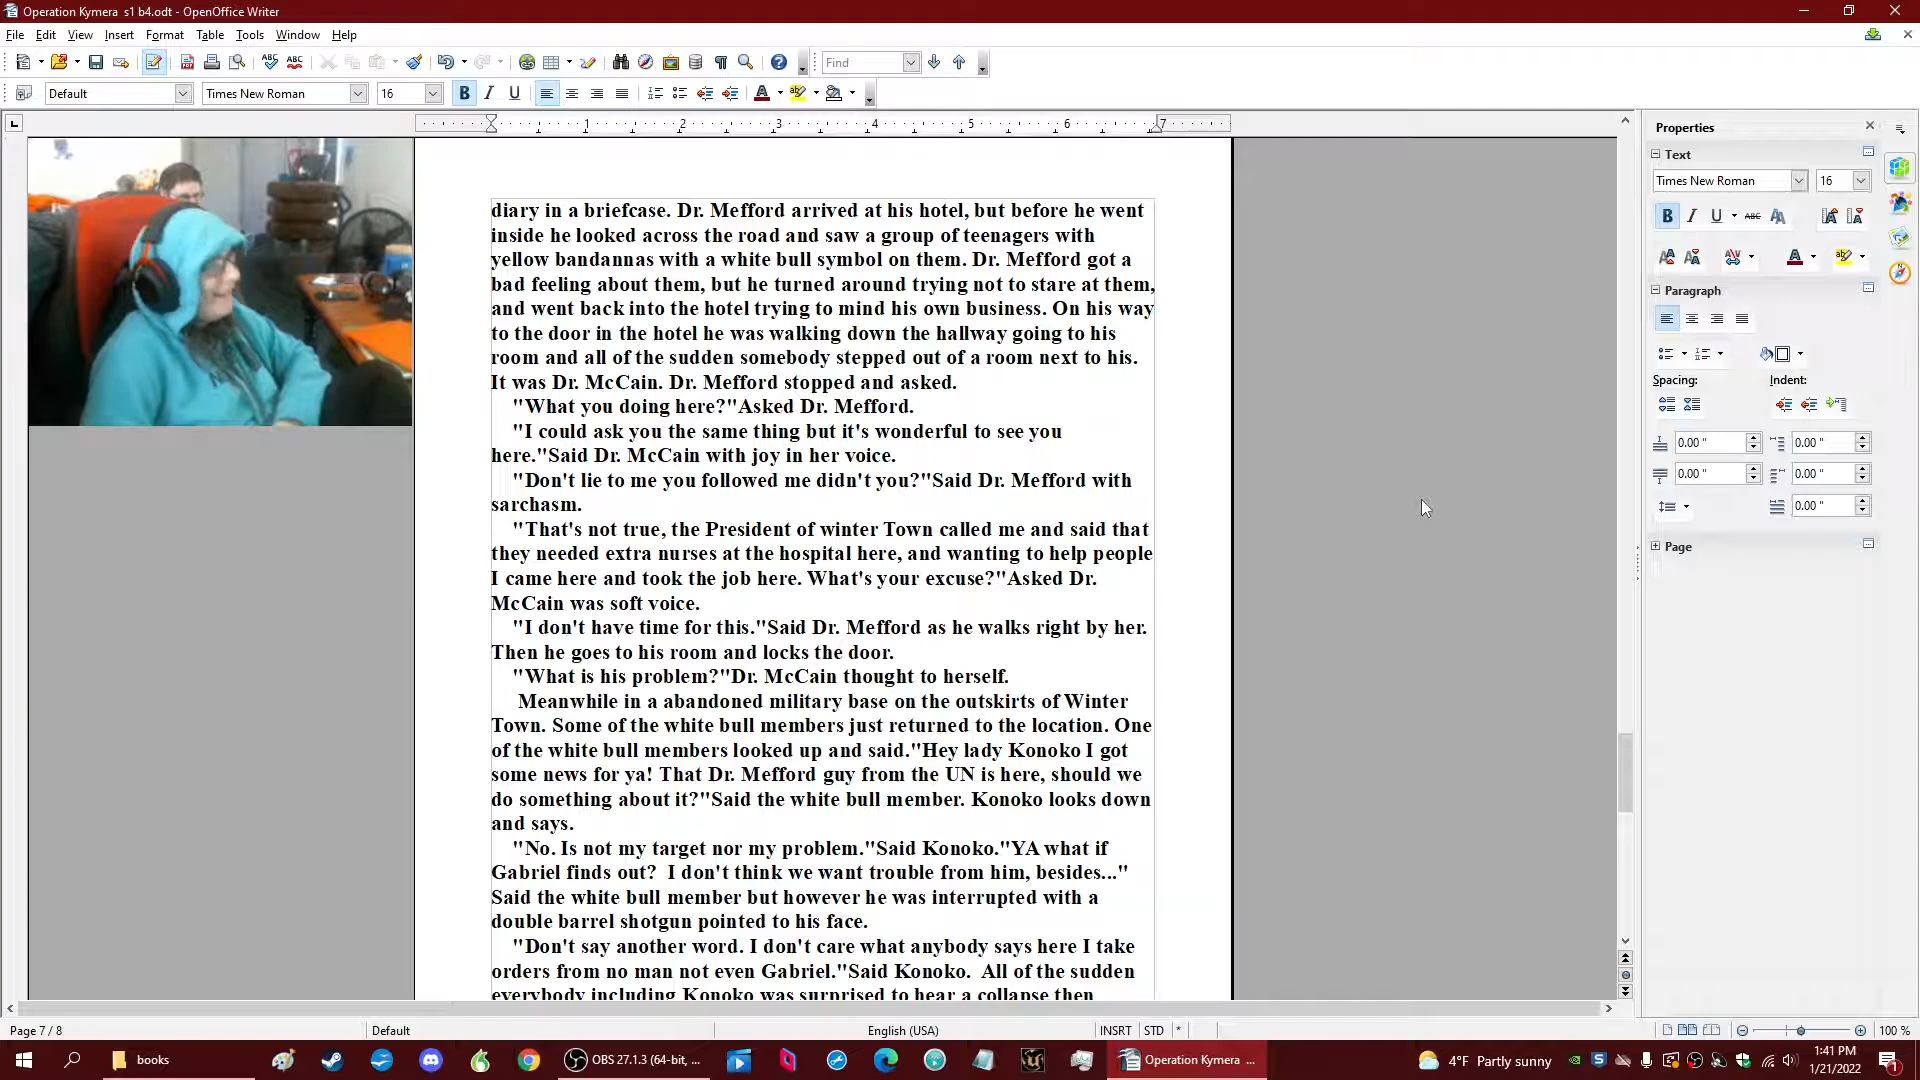 Operation Kymera  s1 b4.odt - OpenOffice Writer
File Edit View Insert Format Table Tools Window Help
Find
Default Times New Roman 16
1 2 3 4 5 6 7
Properties
Text
Times New Roman 16
Paragraph
Spacing: Indent:
0.00 " 0.00 "
0.00 " 0.00 "
0.00 "
Page
diary in a briefcase. Dr. Mefford arrived at his hotel, but before he went
inside he looked across the road and saw a group of teenagers with
yellow bandannas with a white bull symbol on them. Dr. Mefford got a
bad feeling about them, but he turned around trying not to stare at them,
and went back into the hotel trying to mind his own business. On his way
to the door in the hotel he was walking down the hallway going to his
room and all of the sudden somebody stepped out of a room next to his.
It was Dr. McCain. Dr. Mefford stopped and asked.
"What you doing here?"Asked Dr. Mefford.
"I could ask you the same thing but it's wonderful to see you
here."Said Dr. McCain with joy in her voice.
"Don't lie to me you followed me didn't you?"Said Dr. Mefford with
sarchasm.
"That's not true, the President of winter Town called me and said that
they needed extra nurses at the hospital here, and wanting to help people
I came here and took the job here. What's your excuse?"Asked Dr.
McCain was soft voice.
"I don't have time for this."Said Dr. Mefford as he walks right by her.
Then he goes to his room and locks the door.
"What is his problem?"Dr. McCain thought to herself.
Meanwhile in a abandoned military base on the outskirts of Winter
Town. Some of the white bull members just returned to the location. One
of the white bull members looked up and said."Hey lady Konoko I got
some news for ya! That Dr. Mefford guy from the UN is here, should we
do something about it?"Said the white bull member. Konoko looks down
and says.
"No. Is not my target nor my problem."Said Konoko."YA what if
Gabriel finds out?  I don't think we want trouble from him, besides..."
Said the white bull member but however he was interrupted with a
double barrel shotgun pointed to his face.
"Don't say another word. I don't care what anybody says here I take
orders from no man not even Gabriel."Said Konoko.  All of the sudden
everybody including Konoko was surprised to hear a collapse then
Page 7 / 8 Default English (USA) INSRT STD * 100 %
books OBS 27.1.3 (64-bit, ... Operation Kymera ... 4°F Partly sunny 1:41 PM
1/21/2022